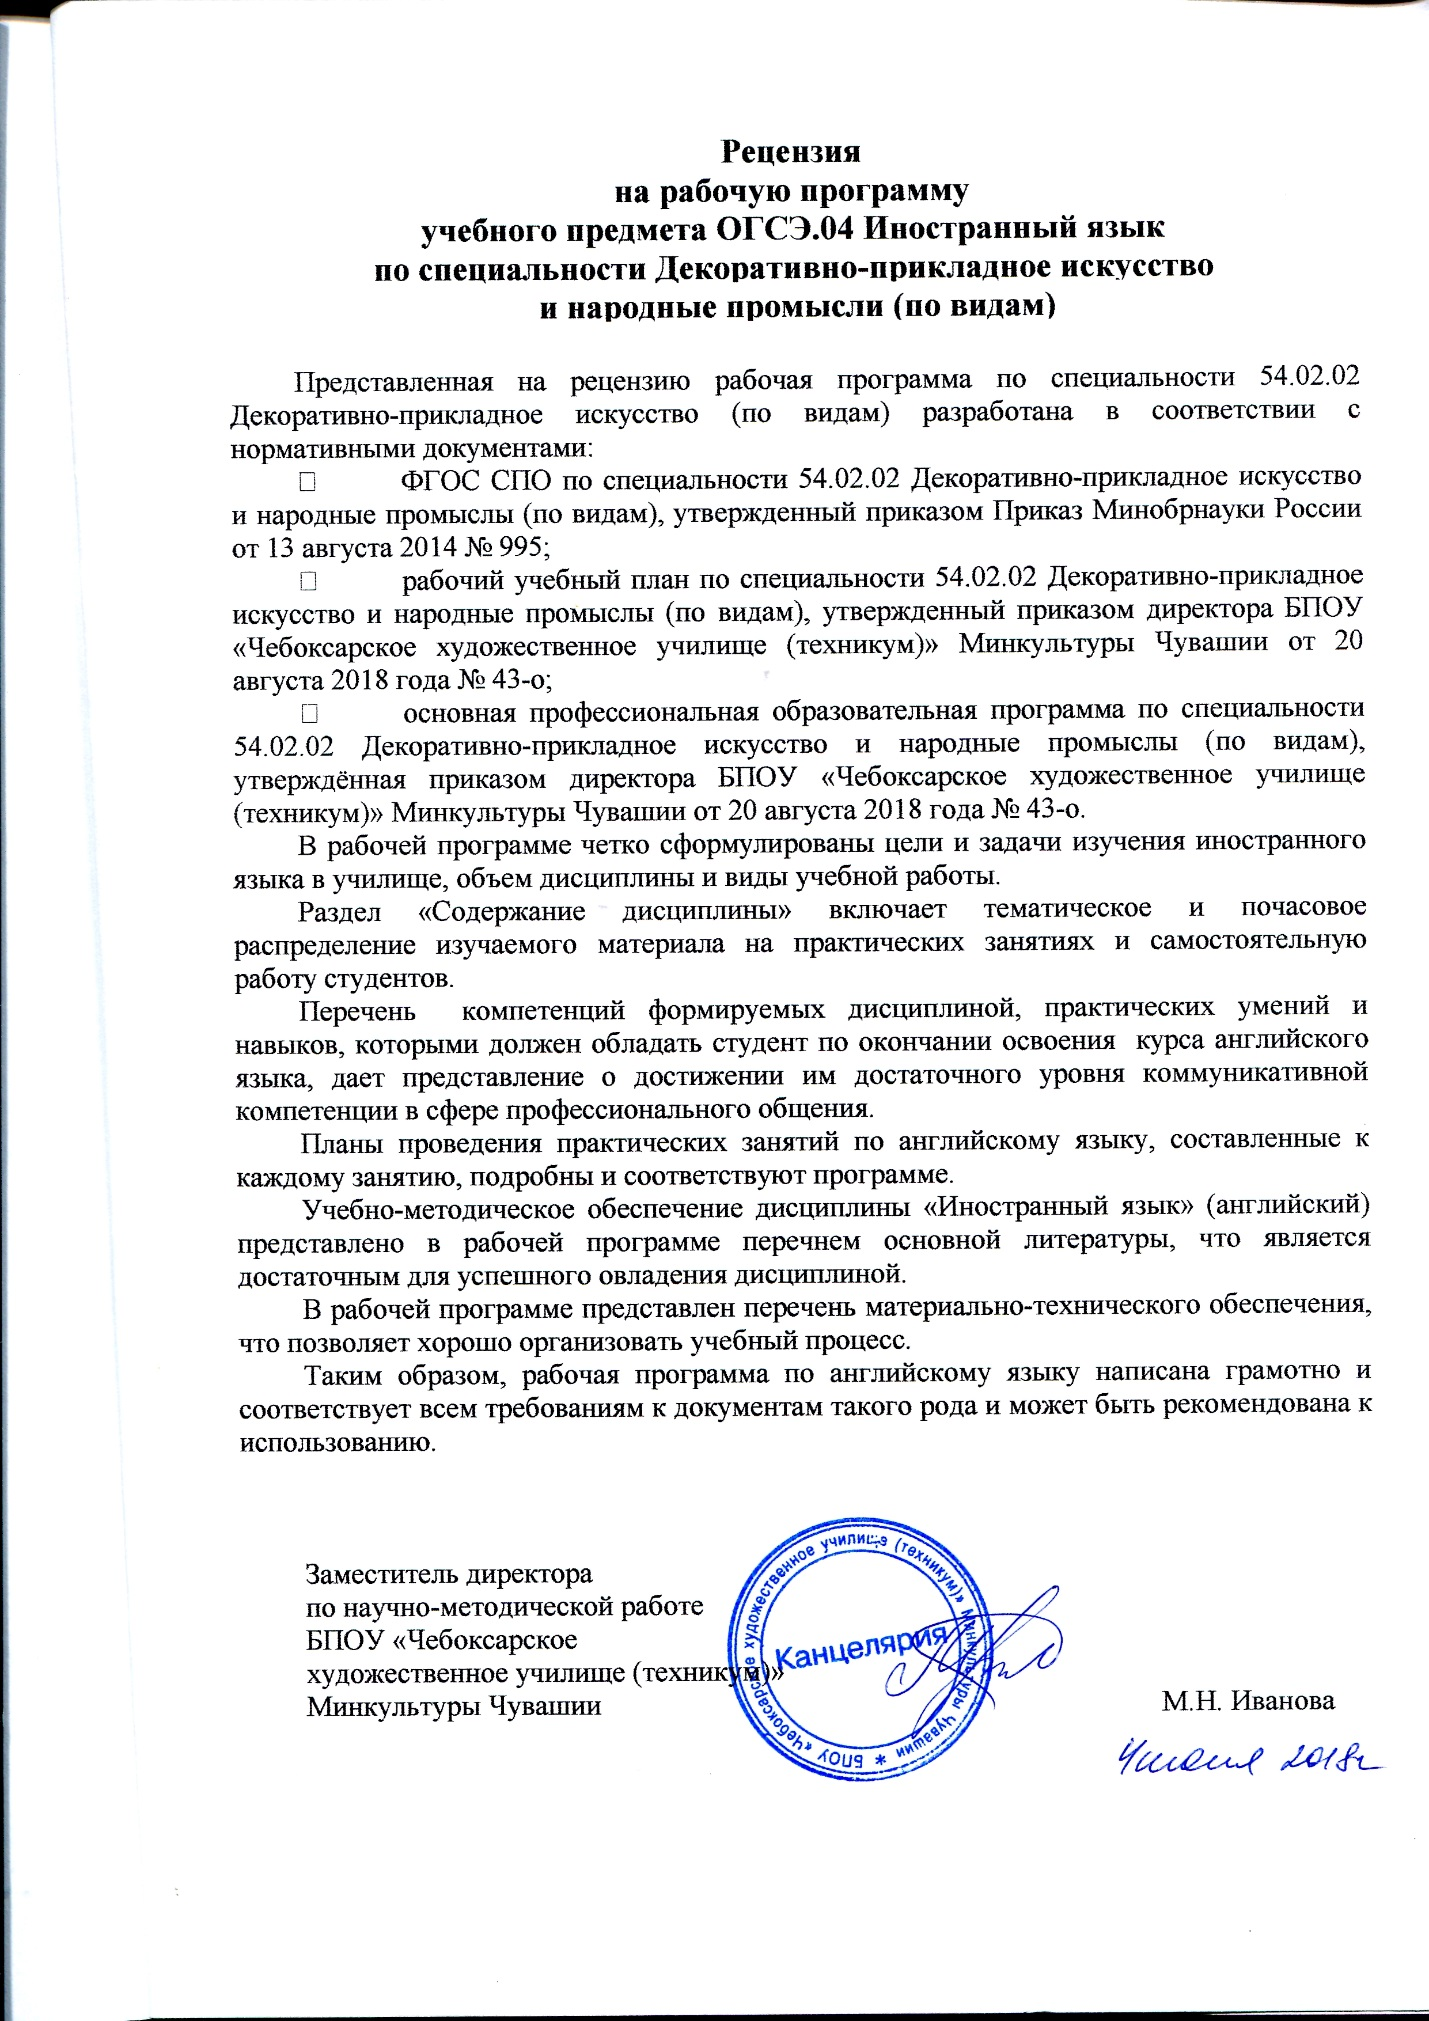 Рецензия
на рабочую программу
учебного предмета ОГСЭ.04 Иностранный язык
по специальности Декоративно-прикладное искусство
и народные промысли (по видам)
Представленная на рецензию рабочая программа по специальности 54.02.02
Декоративно-прикладное искусство (по видам) разработана в соответствии с
нормативными документами:
ФГОС СПО по специальности 54.02.02 Декоративно-прикладное искусство
и народные промыслы (по видам), утвержденный приказом Приказ Минобрнауки России
от 13 августа 2014 № 995;
рабочий учебный план по специальности 54.02.02 Декоративно-прикладное
искусство и народные промыслы (по видам), утвержденный приказом директора БПОУ
«Чебоксарское художественное училище (техникум)» Минкультуры Чувашии от 20
августа 2018 года № 43-о;
основная профессиональная образовательная программа по специальности
54.02.02 Декоративно-прикладное искусство и народные промыслы (по видам),
утверждённая приказом директора БПОУ «Чебоксарское художественное училище
(техникум)» Минкультуры Чувашии от 20 августа 2018 года № 43-о.
В рабочей программе четко сформулированы цели и задачи изучения иностранного
языка в училище, объем дисциплины и виды учебной работы.
Раздел «Содержание дисциплины» включает тематическое и почасовое
распределение изучаемого материала на практических занятиях и самостоятельную
работу студентов.
Перечень компетенций формируемых дисциплиной, практических умений и
навыков, которыми должен обладать студент по окончании освоения курса английского
языка, дает представление о достижении им достаточного уровня коммуникативной
компетенции в сфере профессионального общения.
Планы проведения практических занятий по английскому языку, составленные к
каждому занятию, подробны и соответствуют программе.
Учебно-методическое обеспечение дисциплины «Иностранный язык» (английский)
представлено в рабочей программе перечнем основной литературы, что является
достаточным для успешного овладения дисциплиной.
В рабочей программе представлен перечень материально-технического обеспечения,
что позволяет хорошо организовать учебный процесс.
Таким образом, рабочая программа по английскому языку написана грамотно и
соответствует всем требованиям к документам такого рода и может быть рекомендована к
использованию.
Заместитель директора
по научно-методической работе
БПОУ «Чебоксарское
художественное училище (техникум)»
Минкультуры Чувашии
М.Н. Иванова
БПОУ «Чебоксарское художественное училище (техникум)» Минкультуры Чувашии
Канцелярия
2018г